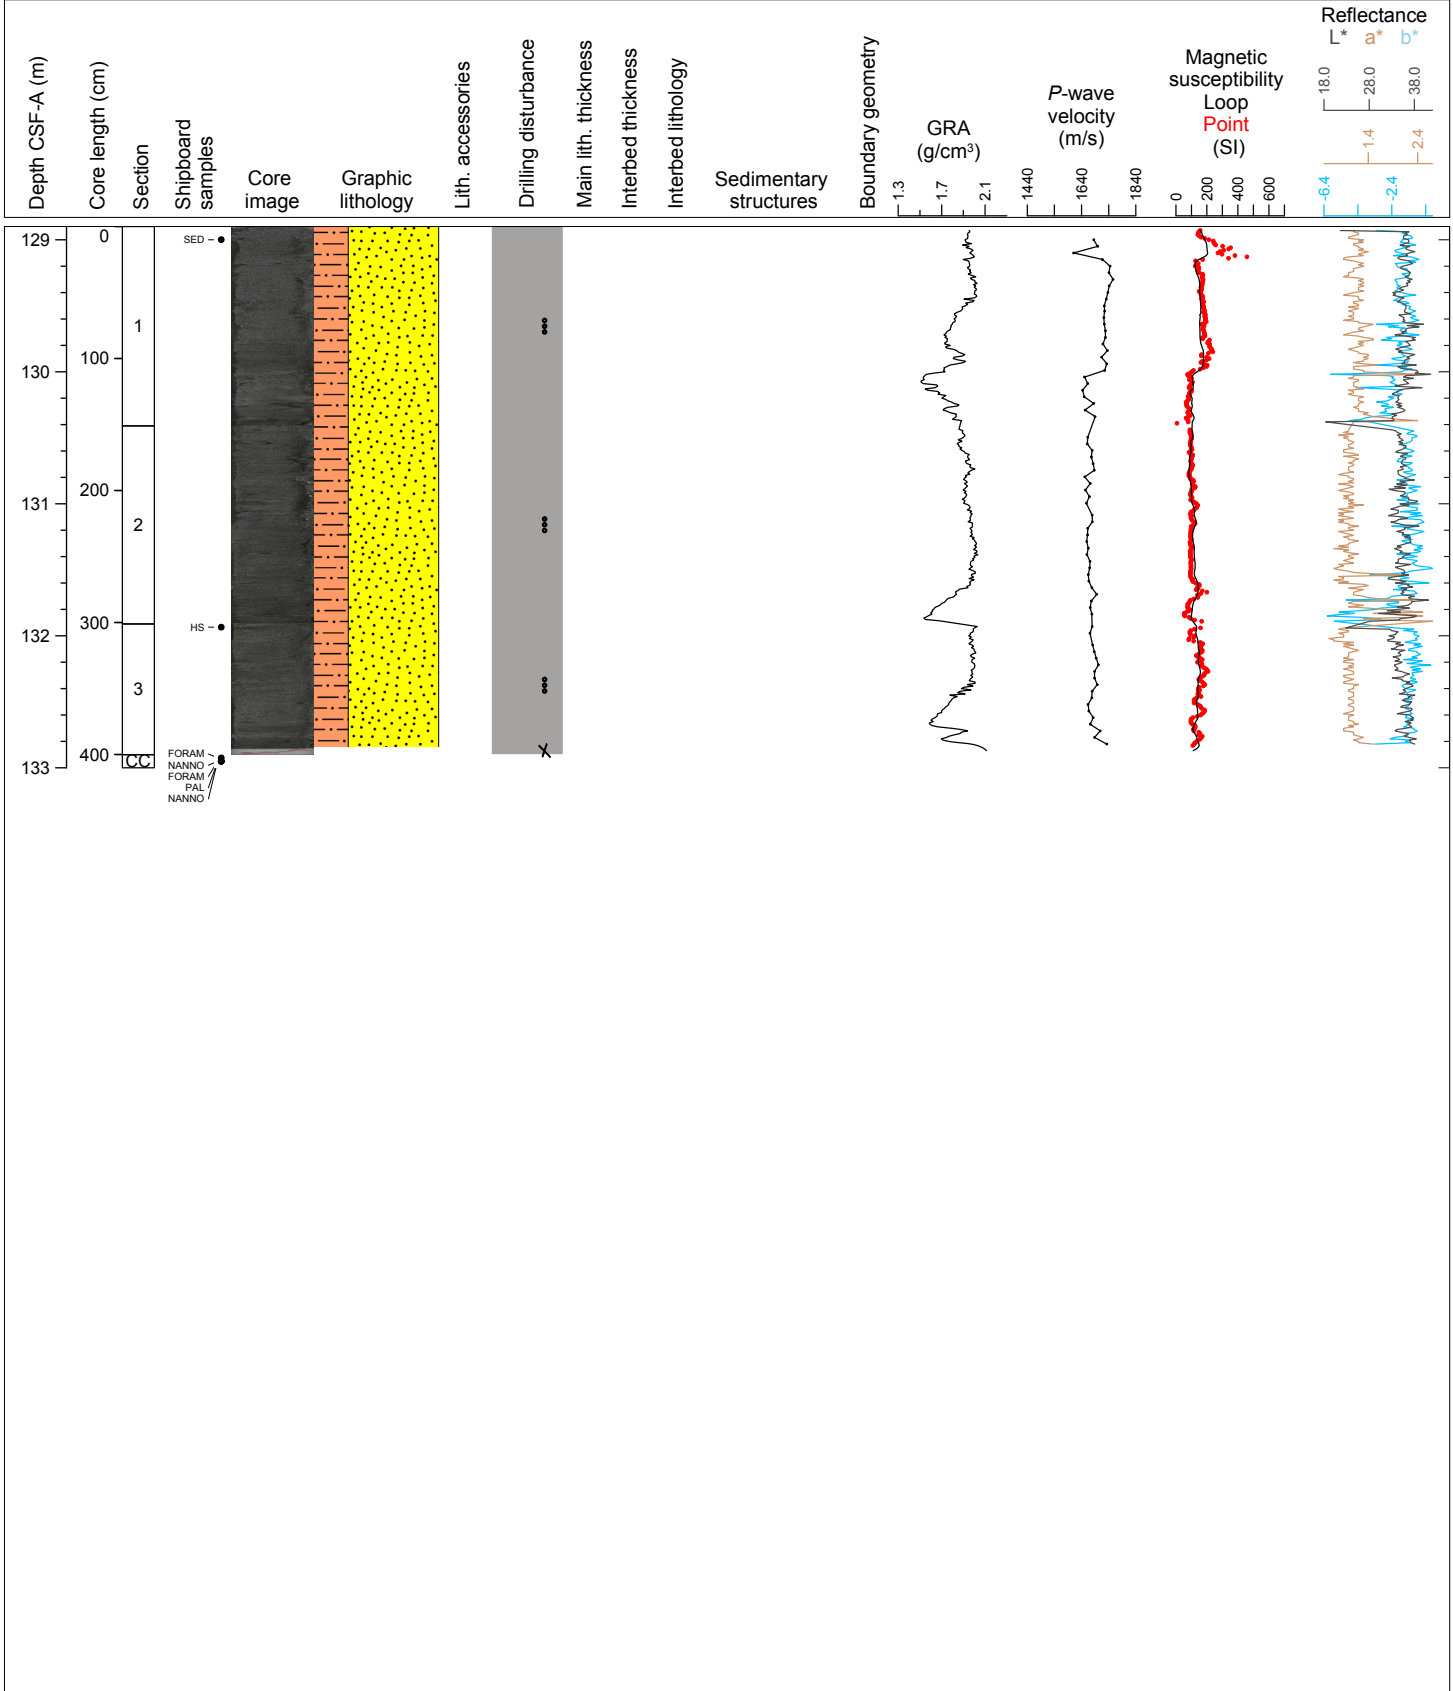 Depth CSF-A (m)
Core length (cm)
Section
Shipboard
samples
Core
image
Graphic
lithology
Lith. accessories
Drilling disturbance
Main lith. thickness
Interbed thickness
Interbed lithology
Sedimentary
structures
Boundary geometry
GRA
(g/cm³)
1.3 1.7 2.1
P-wave
velocity
(m/s)
1440 1640 1840
Magnetic
susceptibility
Loop
Point
(SI)
0 200 400 600
Reflectance
L* a* b*
18.0 28.0 38.0
1.4 2.4
-6.4 -2.4
129
130
131
132
133
0
100
200
300
400
1
2
3
CC
SED
HS
FORAM
NANNO
FORAM
PAL
NANNO
X